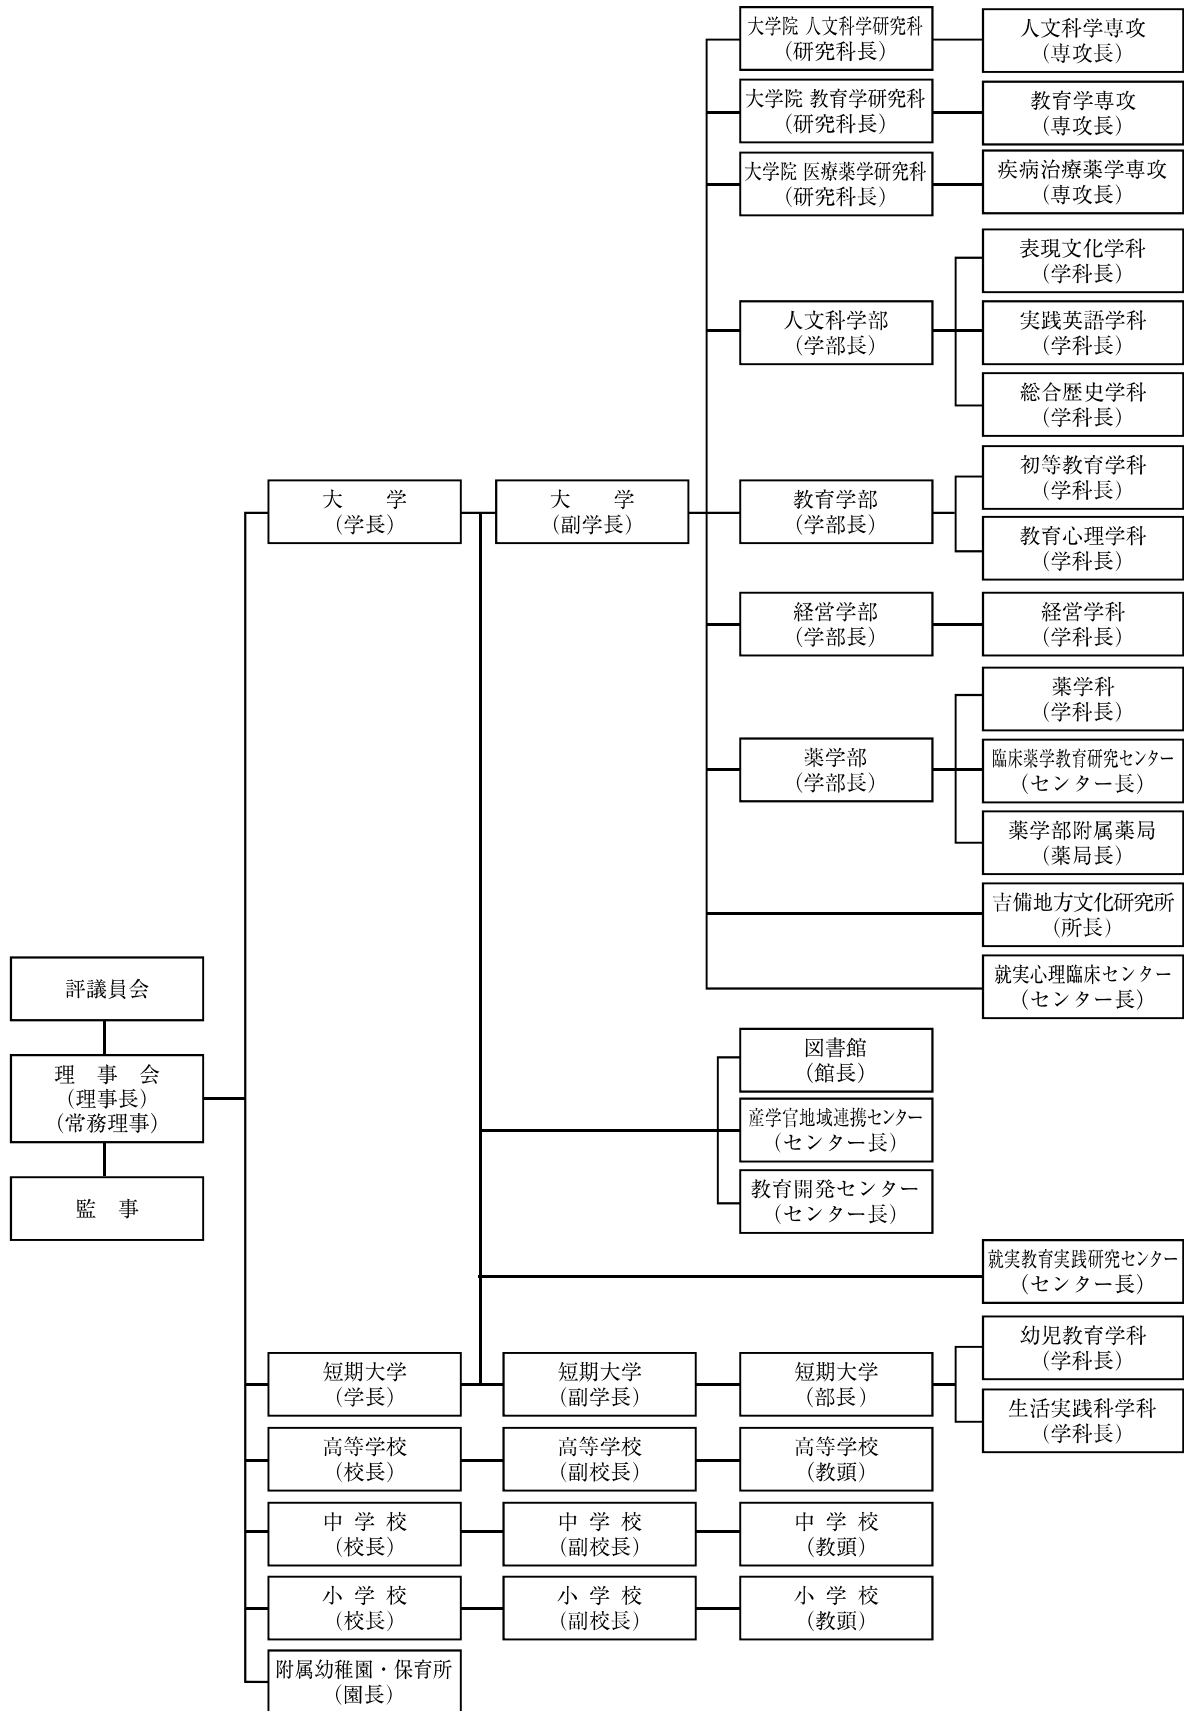 大学院 人文科学研究科
（研究科長）
人文科学専攻
（専攻長）
大学院 教育学研究科
（研究科長）
教育学専攻
（専攻長）
大学院 医療薬学研究科
（研究科長）
疾病治療薬学専攻
（専攻長）
表現文化学科
（学科長）
人文科学部
（学部長）
実践英語学科
（学科長）
総合歴史学科
（学科長）
大　学
（学長）
大　学
（副学長）
教育学部
（学部長）
初等教育学科
（学科長）
教育心理学科
（学科長）
経営学部
（学部長）
経営学科
（学科長）
薬学科
（学科長）
薬学部
（学部長）
臨床薬学教育研究センター
（センター長）
薬学部附属薬局
（薬局長）
吉備地方文化研究所
（所長）
就実心理臨床センター
（センター長）
評議員会
理　事　会
（理事長）
（常務理事）
監　事
図書館
（館長）
産学官地域連携センター
（センター長）
教育開発センター
（センター長）
就実教育実践研究センター
（センター長）
短期大学
（学長）
短期大学
（副学長）
短期大学
（部長）
幼児教育学科
（学科長）
生活実践科学科
（学科長）
高等学校
（校長）
高等学校
（副校長）
高等学校
（教頭）
中 学 校
（校長）
中 学 校
（副校長）
中 学 校
（教頭）
小 学 校
（校長）
小 学 校
（副校長）
小 学 校
（教頭）
附属幼稚園・保育所
（園長）